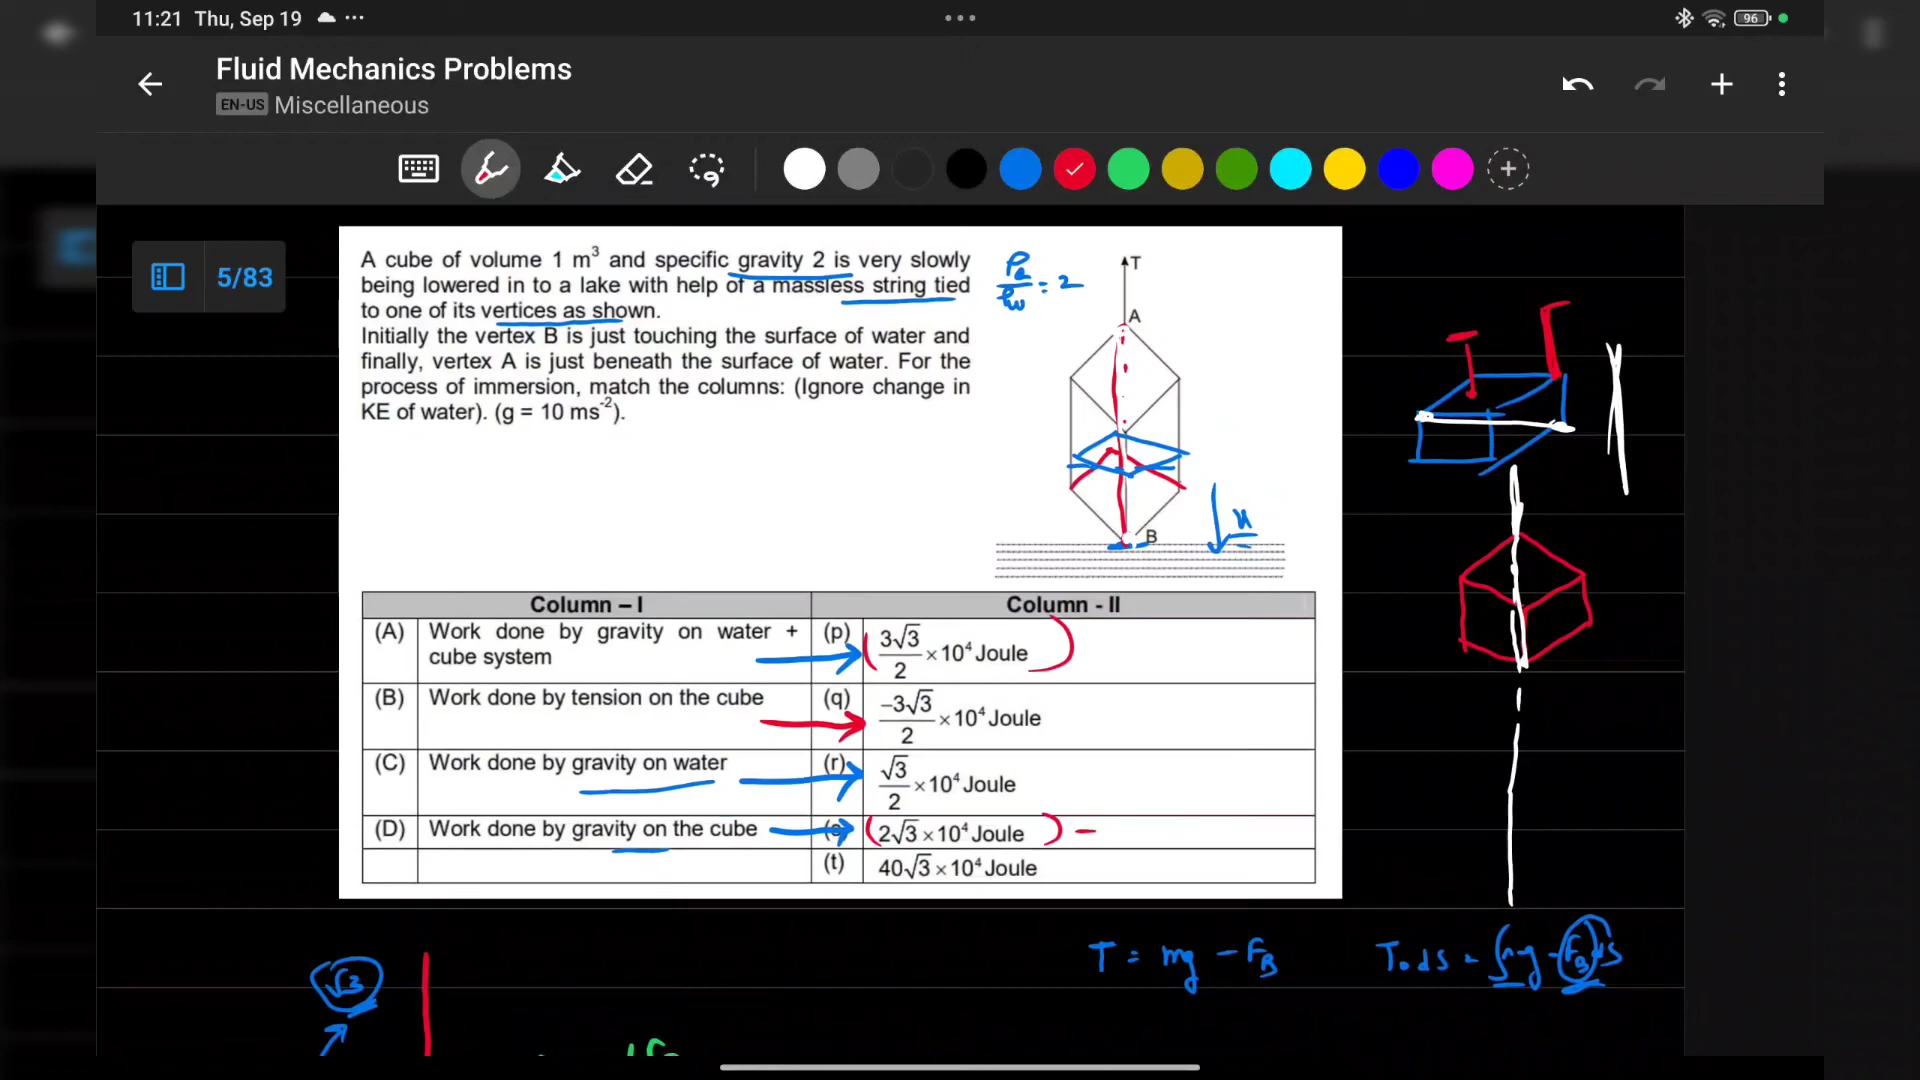 11:21 Thu, Sep 19
96
Fluid Mechanics Problems
EN-US Miscellaneous
5/83
A cube of volume 1 m³ and specific gravity 2 is very slowly
being lowered in to a lake with help of a massless string tied
to one of its vertices as shown.
Initially the vertex B is just touching the surface of water and
finally, vertex A is just beneath the surface of water. For the
process of immersion, match the columns: (Ignore change in
KE of water). (g = 10 ms⁻²).
= 2
T
A
B
x
Column – I Column - II
(A) Work done by gravity on water + cube system (p) 3√3/2 × 10⁴ Joule
(B) Work done by tension on the cube (q) –3√3/2 × 10⁴ Joule
(C) Work done by gravity on water (r) √3/2 × 10⁴ Joule
(D) Work done by gravity on the cube 2√3 × 10⁴ Joule
(t) 40√3 × 10⁴ Joule
T = mg - F_B
√3